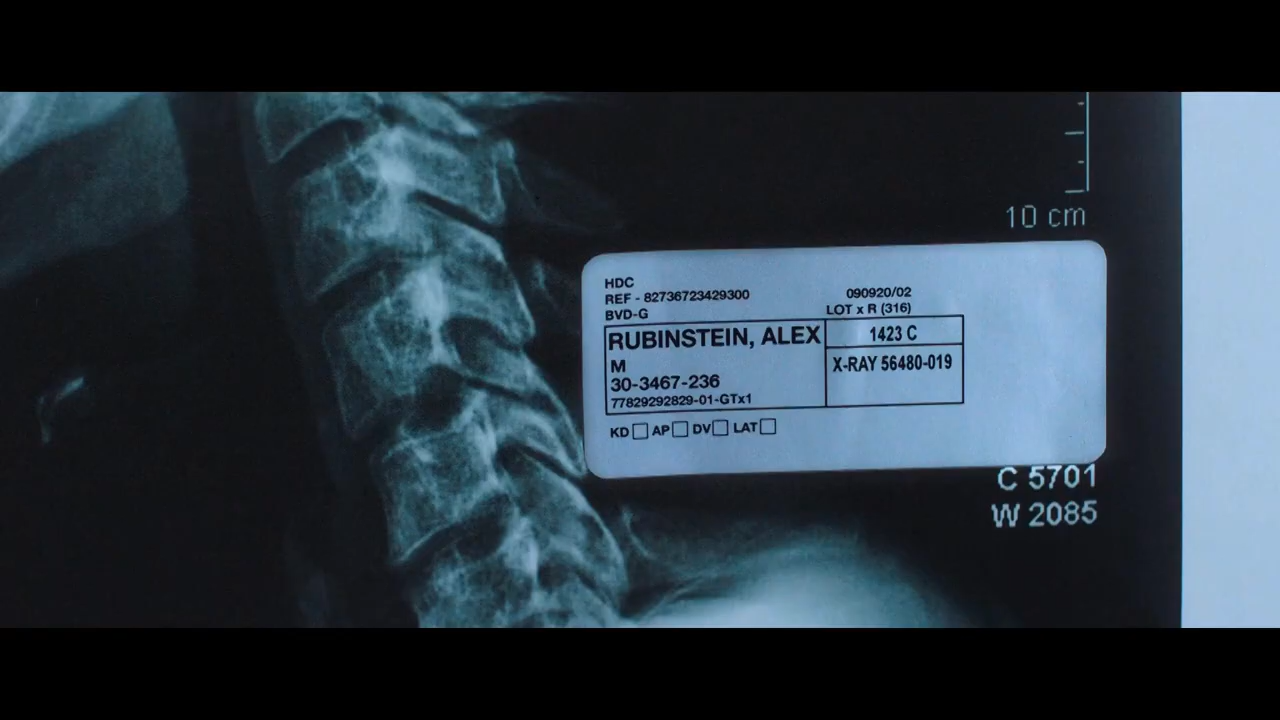 10 cm
HDC
REF - 82736723429300
BVD-G
090920/02
LOT x R (316)
RUBINSTEIN, ALEX
M
30-3467-236
77829292829-01-GTx1
1423 C
X-RAY 56480-019
KD AP DV LAT
C 5701
W 2085